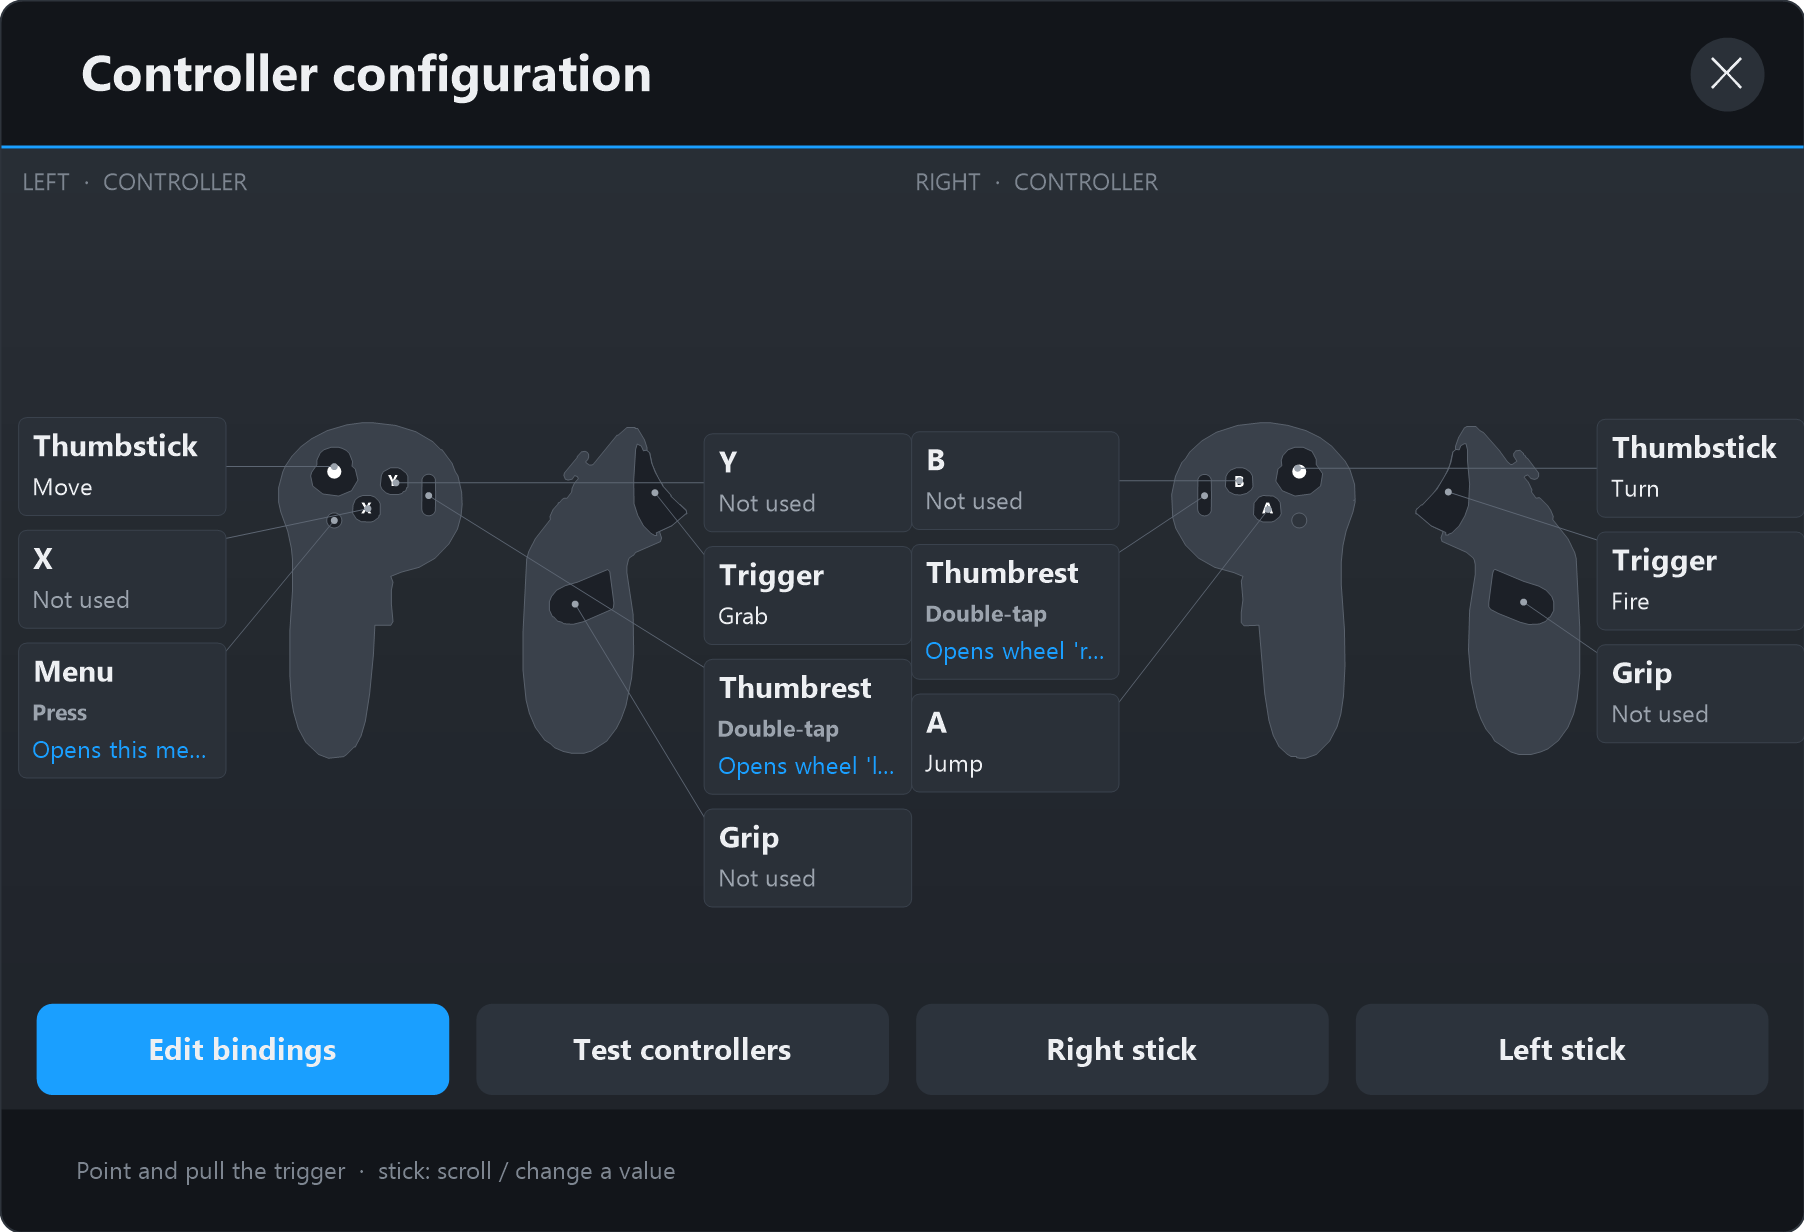 Controller configuration
LEFT · CONTROLLER
RIGHT · CONTROLLER
Thumbstick
Move
X
Not used
Menu
Press
Opens this me...
Y
X
Y
Not used
Trigger
Grab
Thumbrest
Double-tap
Opens wheel 'l...
Grip
Not used
B
Not used
Thumbrest
Double-tap
Opens wheel 'r...
A
Jump
B
A
Thumbstick
Turn
Trigger
Fire
Grip
Not used
Edit bindings
Test controllers
Right stick
Left stick
Point and pull the trigger · stick: scroll / change a value